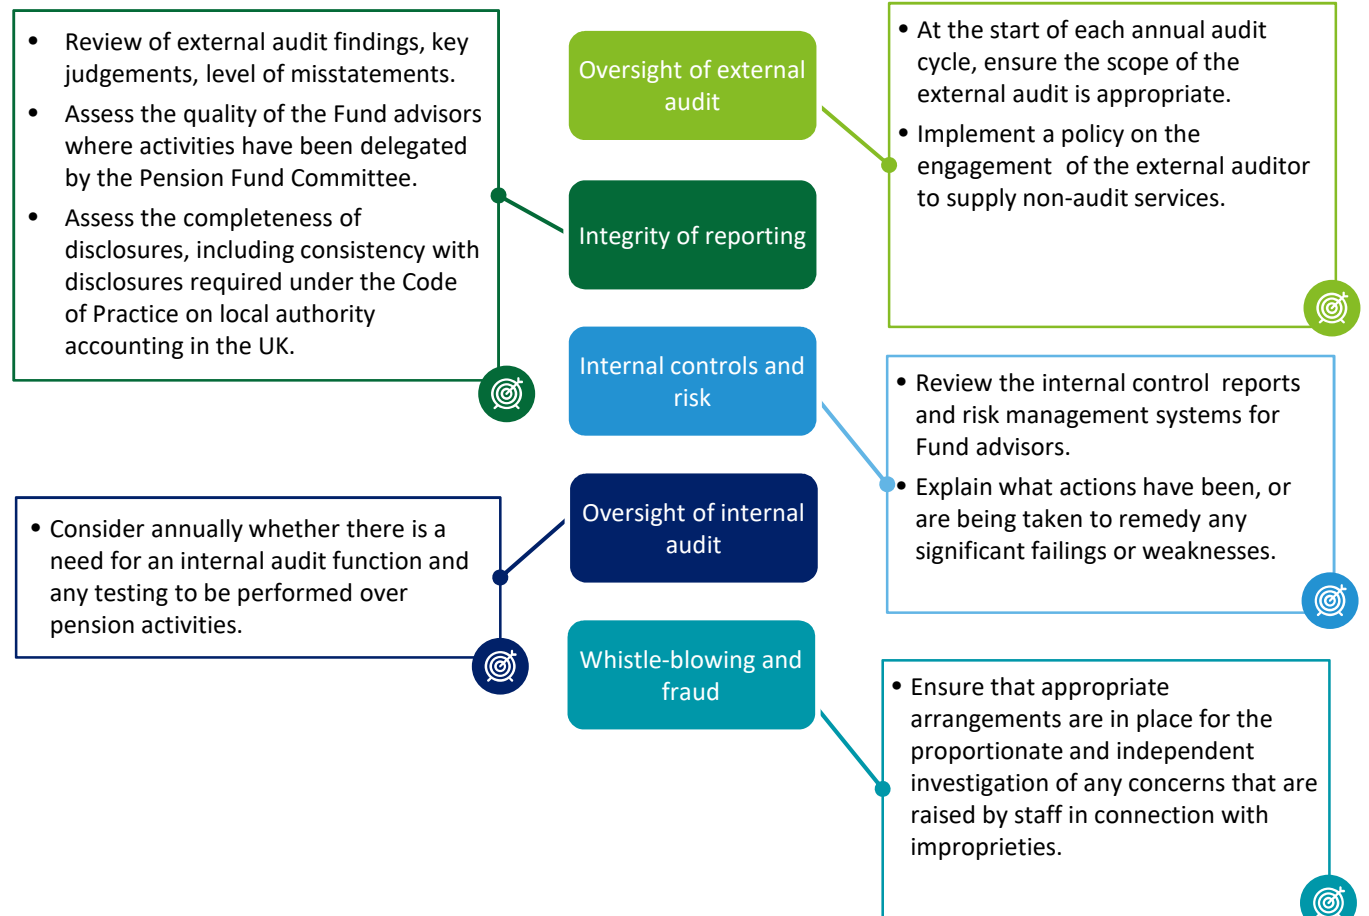 • Review of external audit findings, key
judgements, level of misstatements.
• Assess the quality of the Fund advisors
where activities have been delegated
by the Pension Fund Committee.
• Assess the completeness of
disclosures, including consistency with
disclosures required under the Code
of Practice on local authority
accounting in the UK.
• Consider annually whether there is a
need for an internal audit function and
any testing to be performed over
pension activities.
Oversight of external
audit
Integrity of reporting
Internal controls and
risk
Oversight of internal
audit
Whistle-blowing and
fraud
• At the start of each annual audit
cycle, ensure the scope of the
external audit is appropriate.
• Implement a policy on the
engagement of the external auditor
to supply non-audit services.
• Review the internal control reports
and risk management systems for
Fund advisors.
• Explain what actions have been, or
are being taken to remedy any
significant failings or weaknesses.
• Ensure that appropriate
arrangements are in place for the
proportionate and independent
investigation of any concerns that are
raised by staff in connection with
improprieties.